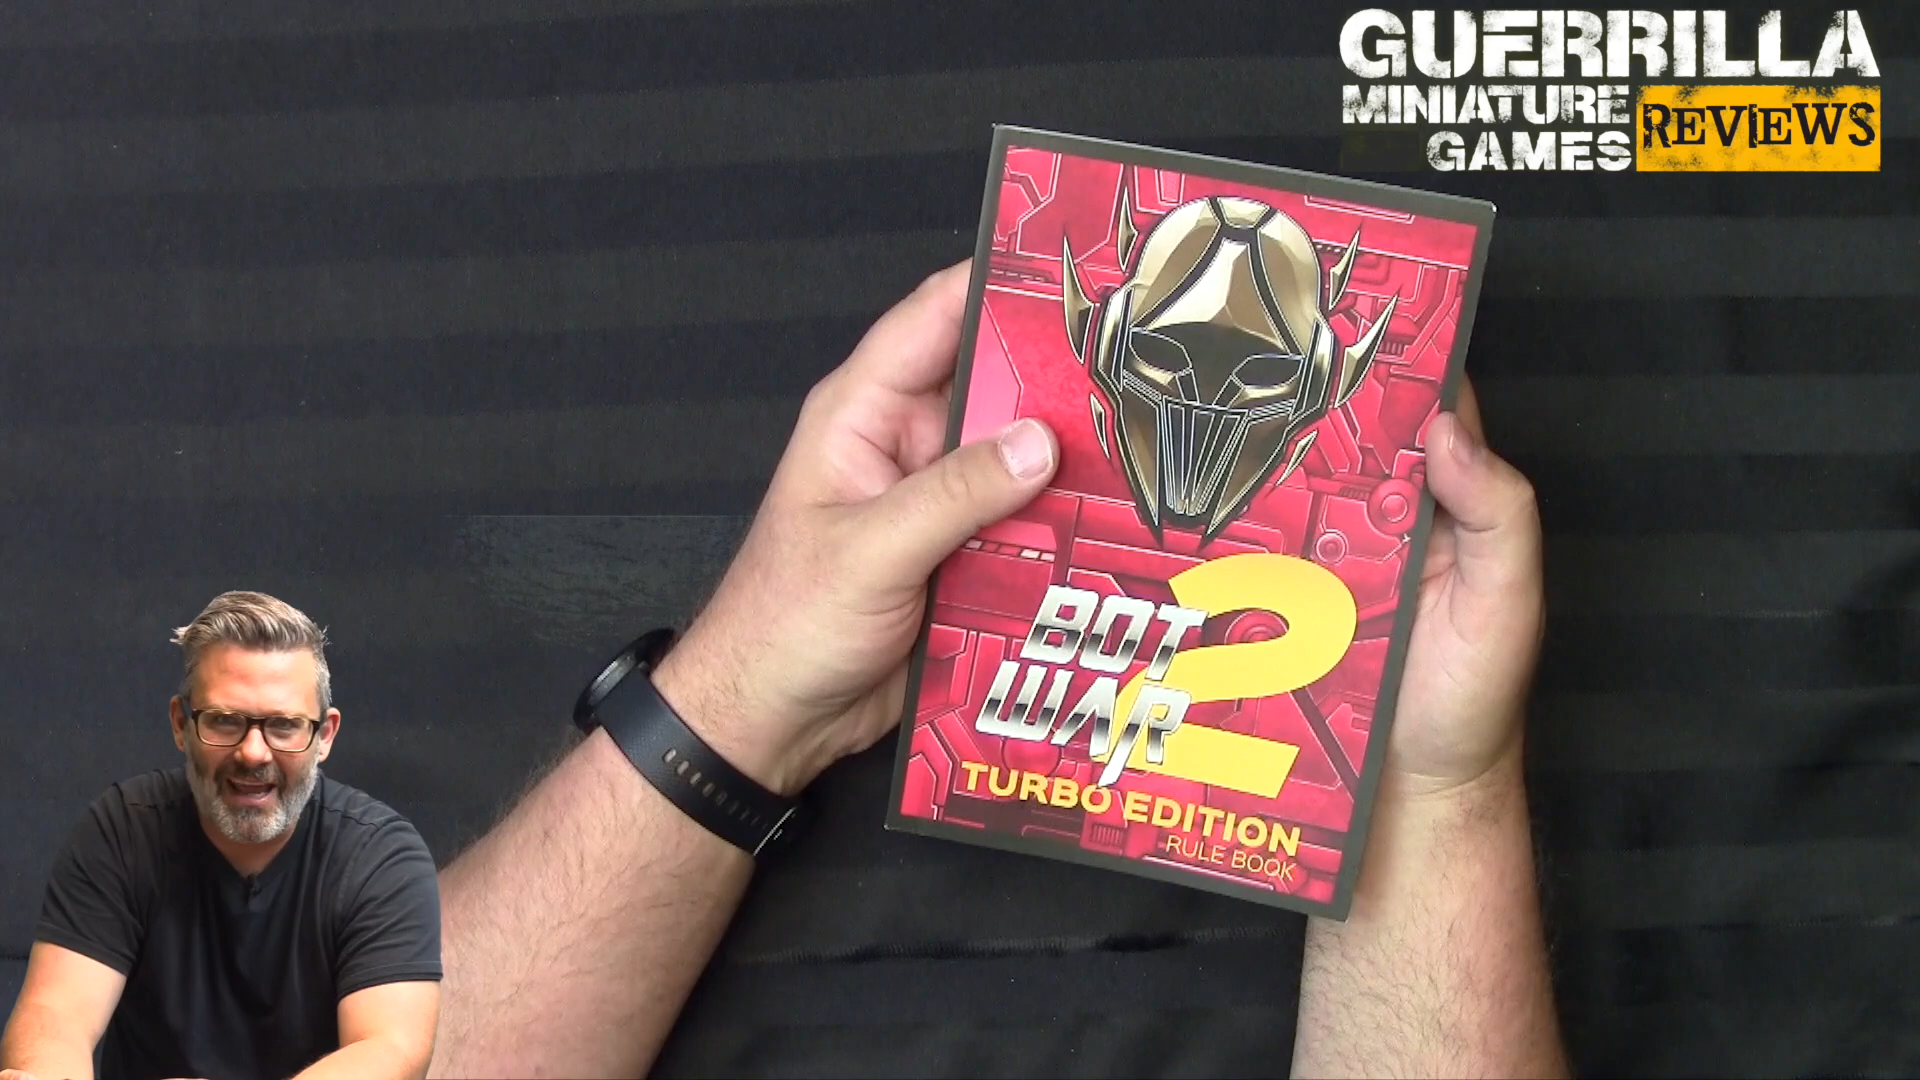 GUERRILLA
MINIATURE
GAMES
REVIEWS
BOT
WAR
2
TURBO EDITION
RULE BOOK